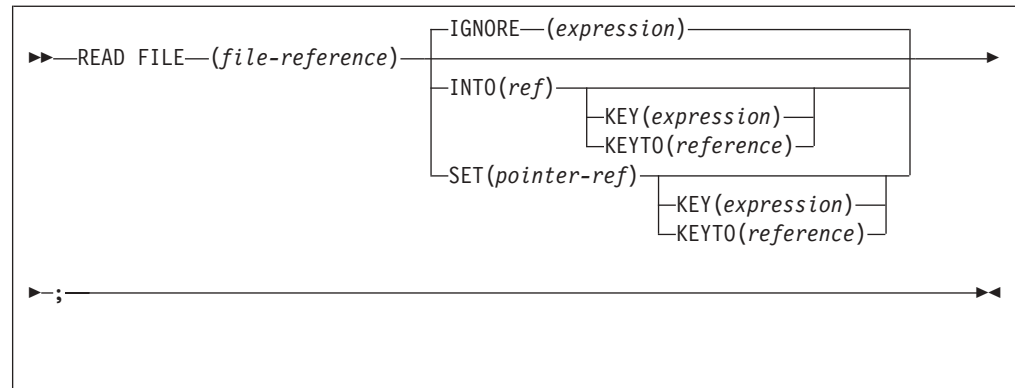 IGNORE (expression)
READ FILE (file-reference)
INTO(ref)
KEY(expression)
KEYTO(reference)
SET(pointer-ref)
KEY(expression)
KEYTO(reference)
;